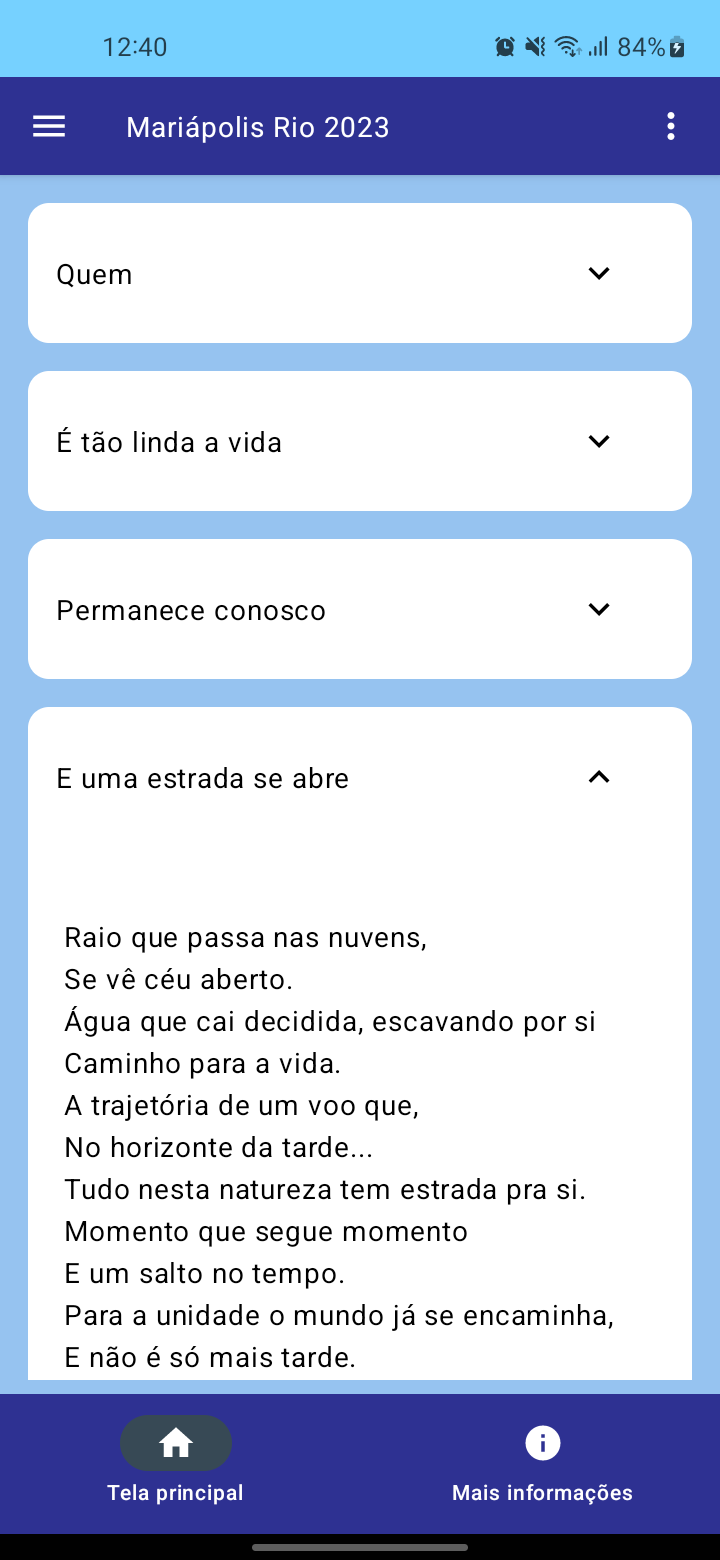 12:40
84%
Mariápolis Rio 2023
Quem
É tão linda a vida
Permanece conosco
E uma estrada se abre
Raio que passa nas nuvens,
Se vê céu aberto.
Água que cai decidida, escavando por si
Caminho para a vida.
A trajetória de um voo que,
No horizonte da tarde...
Tudo nesta natureza tem estrada pra si.
Momento que segue momento
E um salto no tempo.
Para a unidade o mundo já se encaminha,
E não é só mais tarde.
Tela principal
Mais informações